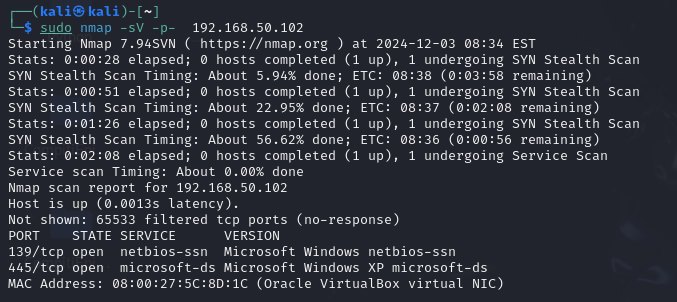 ┌──(kali㉿kali)-[~]
└─$ sudo nmap -sV -p-  192.168.50.102
Starting Nmap 7.94SVN ( https://nmap.org ) at 2024-12-03 08:34 EST
Stats: 0:00:28 elapsed; 0 hosts completed (1 up), 1 undergoing SYN Stealth Scan
SYN Stealth Scan Timing: About 5.94% done; ETC: 08:38 (0:03:58 remaining)
Stats: 0:00:51 elapsed; 0 hosts completed (1 up), 1 undergoing SYN Stealth Scan
SYN Stealth Scan Timing: About 22.95% done; ETC: 08:37 (0:02:08 remaining)
Stats: 0:01:26 elapsed; 0 hosts completed (1 up), 1 undergoing SYN Stealth Scan
SYN Stealth Scan Timing: About 56.62% done; ETC: 08:36 (0:00:56 remaining)
Stats: 0:02:08 elapsed; 0 hosts completed (1 up), 1 undergoing Service Scan
Service scan Timing: About 0.00% done
Nmap scan report for 192.168.50.102
Host is up (0.0013s latency).
Not shown: 65533 filtered tcp ports (no-response)
PORT    STATE SERVICE      VERSION
139/tcp open  netbios-ssn  Microsoft Windows netbios-ssn
445/tcp open  microsoft-ds Microsoft Windows XP microsoft-ds
MAC Address: 08:00:27:5C:8D:1C (Oracle VirtualBox virtual NIC)